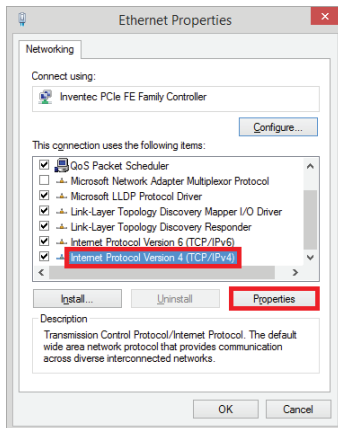 Ethernet Properties
Networking
Connect using:
Inventec PCIe FE Family Controller
Configure...
This connection uses the following items:
QoS Packet Scheduler
Microsoft Network Adapter Multiplexor Protocol
Microsoft LLDP Protocol Driver
Link-Layer Topology Discovery Mapper I/O Driver
Link-Layer Topology Discovery Responder
Internet Protocol Version 6 (TCP/IPv6)
Internet Protocol Version 4 (TCP/IPv4)
Install... Uninstall Properties
Description
Transmission Control Protocol/Internet Protocol. The default
wide area network protocol that provides communication
across diverse interconnected networks.
OK Cancel